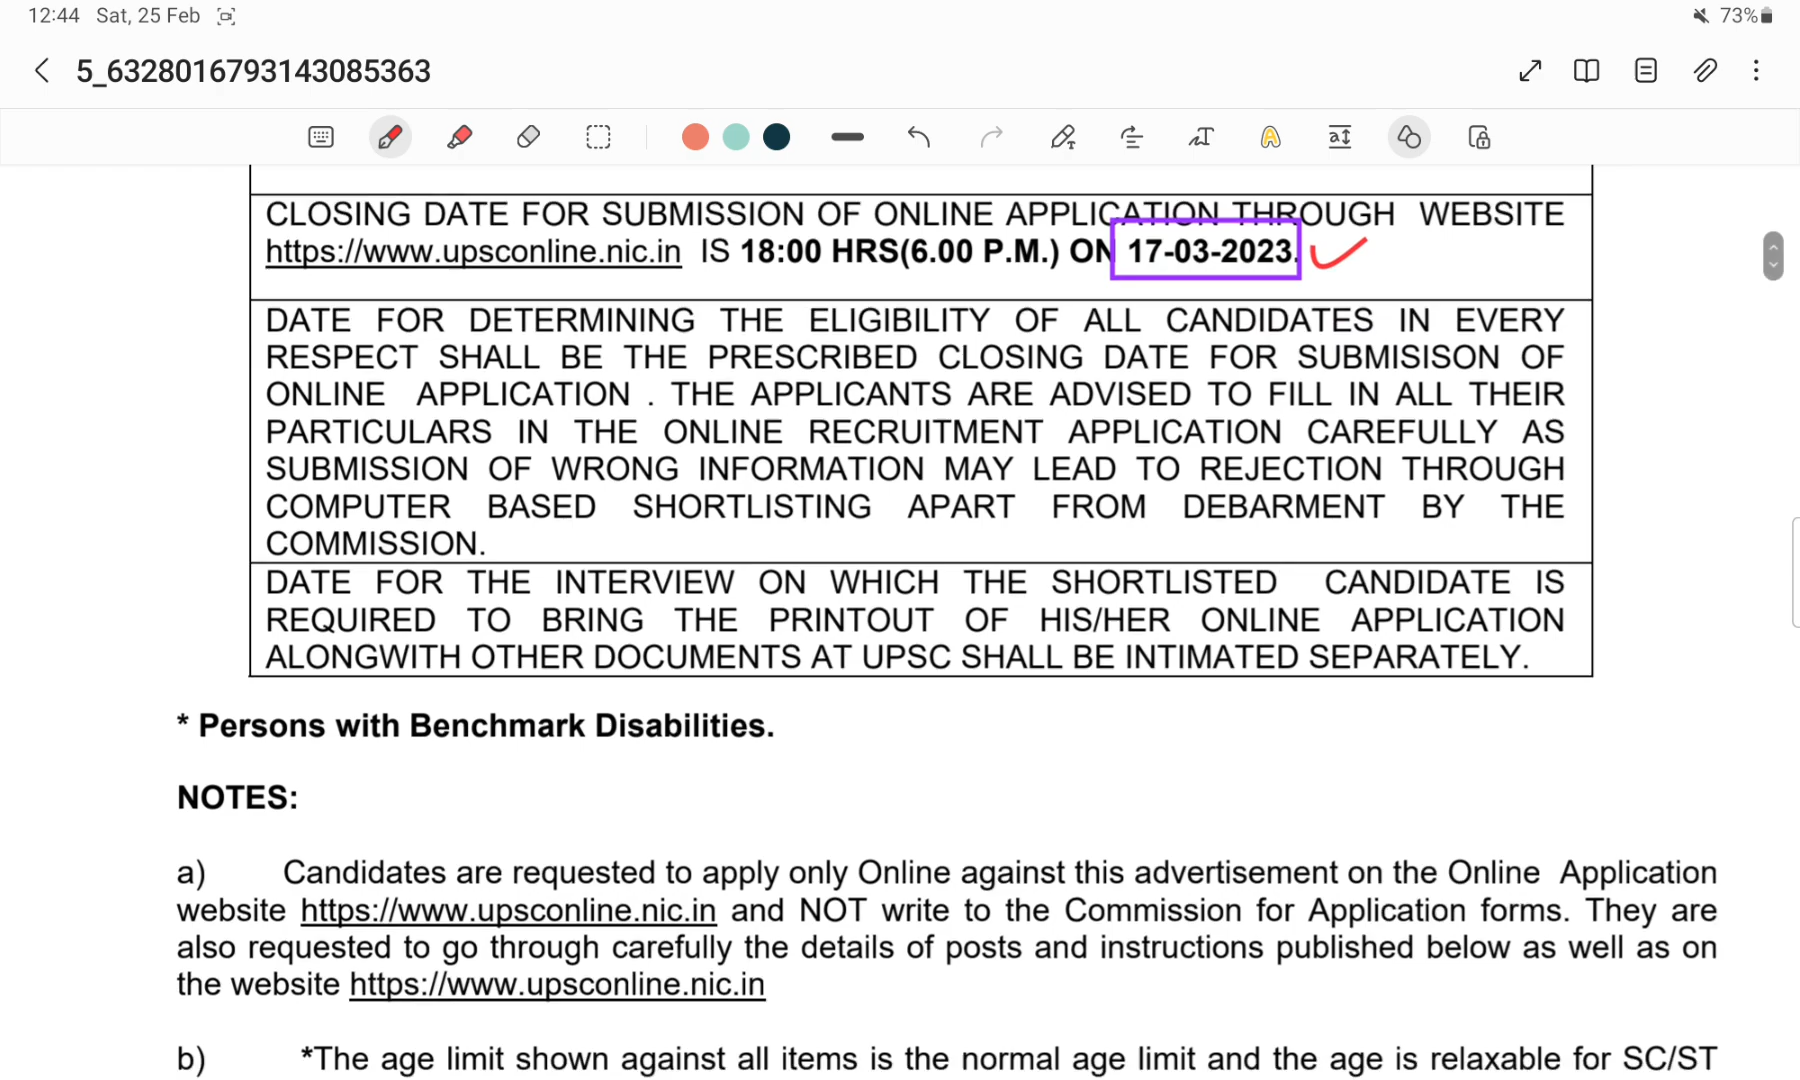 12:44 Sat, 25 Feb
73%
5_6328016793143085363
CLOSING DATE FOR SUBMISSION OF ONLINE APPLICATION THROUGH WEBSITE
https://www.upsconline.nic.in IS 18:00 HRS(6.00 P.M.) ON 17-03-2023.
DATE FOR DETERMINING THE ELIGIBILITY OF ALL CANDIDATES IN EVERY
RESPECT SHALL BE THE PRESCRIBED CLOSING DATE FOR SUBMISISON OF
ONLINE APPLICATION . THE APPLICANTS ARE ADVISED TO FILL IN ALL THEIR
PARTICULARS IN THE ONLINE RECRUITMENT APPLICATION CAREFULLY AS
SUBMISSION OF WRONG INFORMATION MAY LEAD TO REJECTION THROUGH
COMPUTER BASED SHORTLISTING APART FROM DEBARMENT BY THE
COMMISSION.
DATE FOR THE INTERVIEW ON WHICH THE SHORTLISTED CANDIDATE IS
REQUIRED TO BRING THE PRINTOUT OF HIS/HER ONLINE APPLICATION
ALONGWITH OTHER DOCUMENTS AT UPSC SHALL BE INTIMATED SEPARATELY.
* Persons with Benchmark Disabilities.
NOTES:
a) Candidates are requested to apply only Online against this advertisement on the Online Application
website https://www.upsconline.nic.in and NOT write to the Commission for Application forms. They are
also requested to go through carefully the details of posts and instructions published below as well as on
the website https://www.upsconline.nic.in
b) *The age limit shown against all items is the normal age limit and the age is relaxable for SC/ST